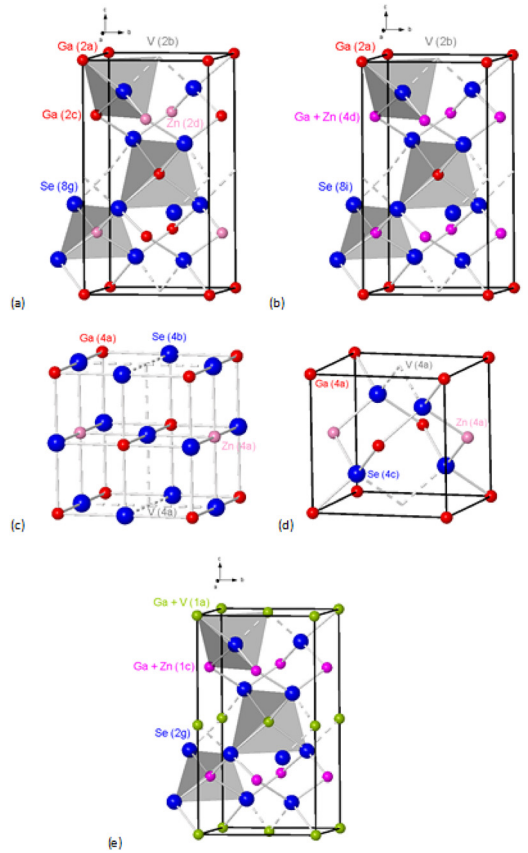 c
a
b
Ga (2a)
V (2b)
Ga (2c)
Zn (2d)
Se (8g)
(a)
c
a
b
Ga (2a)
V (2b)
Ga + Zn (4d)
Se (8i)
(b)
Ga (4a)
Se (4b)
Zn (4a)
V (4a)
(c)
V (4a)
Ga (4a)
Zn (4a)
Se (4c)
(d)
c
a
b
Ga + V (1a)
Ga + Zn (1c)
Se (2g)
(e)